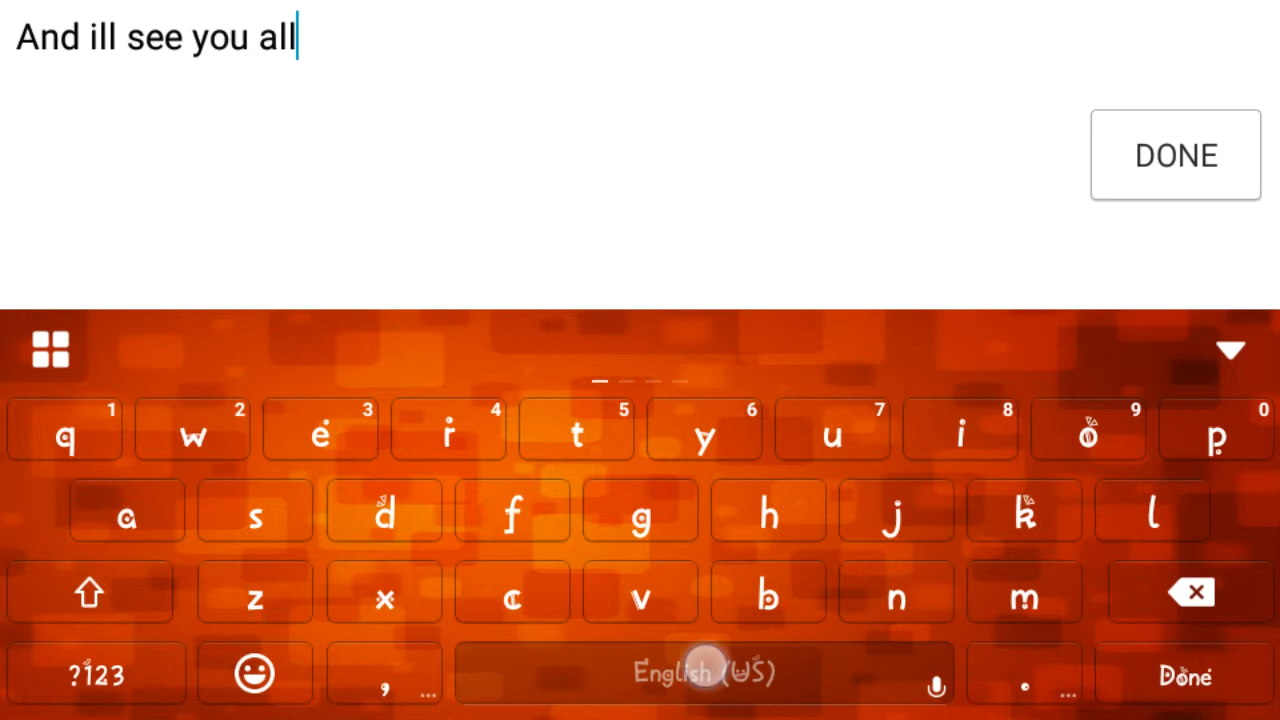 And ill see you all
DONE
1 2 3 4 5 6 7 8 9 0
q w e r t y u i o p
a s d f g h j k l
z x c v b n m
?123 , ... English (US) . ... Done